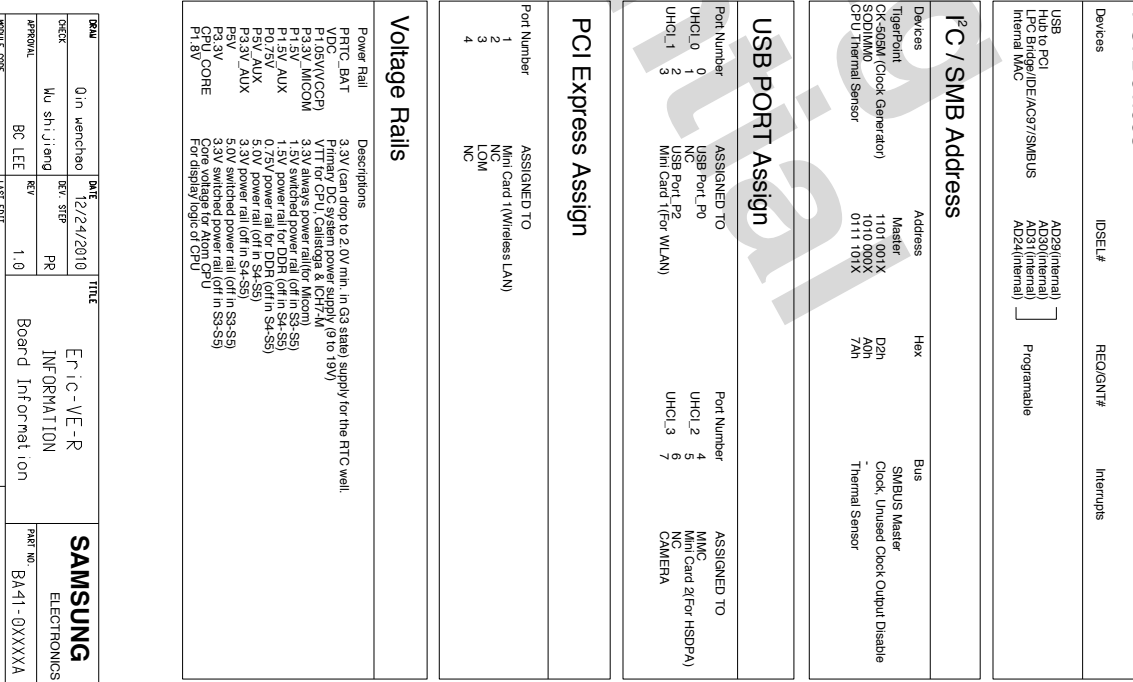 Devices IDSEL# REQ/GNT# Interrupts
USB AD29(internal)
Hub to PCI AD30(internal)
LPC Bridge/IDE/AC97/SMBUS AD31(internal) Programable
Internal MAC AD24(internal)
I²C / SMB Address
Devices Address Hex Bus
TigerPoint Master SMBUS Master
CK-505M (Clock Generator) 1101 001X D2h Clock, Unused Clock Output Disable
SODIMM0 1010 000X A0h -
CPU Thermal Sensor 0111 101X 7Ah Thermal Sensor
USB PORT Assign
Port Number ASSIGNED TO Port Number ASSIGNED TO
UHCI_0 0 USB Port_P0 UHCI_2 4 MMC
1 NC 5 Mini Card 2(For HSDPA)
UHCI_1 2 USB Port_P2 UHCI_3 6 NC
3 Mini Card 1(For WLAN) 7 CAMERA
PCI Express Assign
Port Number ASSIGNED TO
1 Mini Card 1(Wireless LAN)
2 NC
3 LOM
4 NC
Voltage Rails
Power Rail Descriptions
PRTC_BAT 3.3V (can drop to 2.0V min. in G3 state) supply for the RTC well.
VDC Primary DC system power supply (9 to 19V)
P1.05V(VCCP) VTT for CPU, Calistoga & ICH7-M
P3.3V_MICOM 3.3V always power rail(for Micom)
P1.5V 1.5V switched power rail (off in S3-S5)
P1.5V_AUX 1.5V power rail for DDR (off in S4-S5)
P0.75V 0.75V power rail for DDR (off in S4-S5)
P5V_AUX 5.0V power rail (off in S4-S5)
P3.3V_AUX 3.3V power rail (off in S4-S5)
P5V 5.0V switched power rail (off in S3-S5)
P3.3V 3.3V switched power rail (off in S3-S5)
CPU_CORE Core voltage for Atom CPU
P1.8V For display logic of CPU
DRAW Qin wenchao DATE 12/24/2010 TITLE Eric-VE-R SAMSUNG
CHECK Wu shijiang DEV. STEP PR INFORMATION ELECTRONICS
APPROVAL BC LEE REV 1.0 Board Information PART NO. BA41-0XXXXA
MODULE CODE LAST EDIT